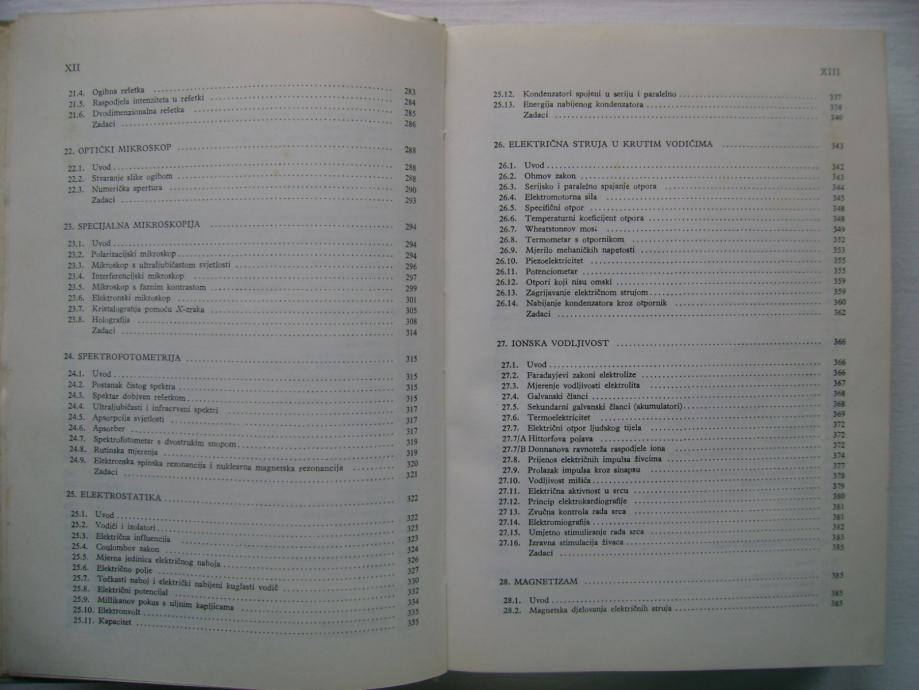 XII
21.4. Ogibna rešetka 283
21.5. Raspodjela intenziteta u rešetki 284
21.6. Dvodimenzionalna rešetka 285
Zadaci 286
22. OPTIČKI MIKROSKOP 288
22.1. Uvod 288
22.2. Stvaranje slike ogibom 288
22.3. Numerička apertura 290
Zadaci 293
23. SPECIJALNA MIKROSKOPIJA 294
23.1. Uvod 294
23.2. Polarizacijski mikroskop 294
23.3. Mikroskop s ultraljubičastom svjetlosti 296
23.4. Interferencijski mikroskop 297
23.5. Mikroskop s faznim kontrastom 299
23.6. Elektronski mikroskop 301
23.7. Kristalografija pomoću X-zraka 305
23.8. Holografija 308
Zadaci 314
24. SPEKTROFOTOMETRIJA 315
24.1. Uvod 315
24.2. Postanak čistog spektra 315
24.3. Spektar dobiven rešetkom 315
24.4. Ultraljubičasti i infracrveni spektri 317
24.5. Apsorpcija svjetlosti 317
24.6. Apsorber 317
24.7. Spektrofotometar s dvostrukim snopom 319
24.8. Rutinska mjerenja 319
24.9. Elektronska spinska rezonancija i nuklearna magnetska rezonancija 320
Zadaci 321
25. ELEKTROSTATIKA 322
25.1. Uvod 322
25.2. Vodiči i izolatori 323
25.3. Električna influencija 323
25.4. Coulombov zakon 324
25.5. Mjerna jedinica električnog naboja 326
25.6. Električno polje 327
25.7. Točkasti naboj i električki nabijeni kuglasti vodič 330
25.8. Električni potencijal 332
25.9. Millikanov pokus s uljnim kapljicama 334
25.10. Elektronvolt 335
25.11. Kapacitet 335
XIII
25.12. Kondenzatori spojeni u seriju i paralelno 337
25.13. Energija nabijenog kondenzatora 338
Zadaci 340
26. ELEKTRIČNA STRUJA U KRUTIM VODIČIMA 343
26.1. Uvod 342
26.2. Ohmov zakon 343
26.3. Serijsko i paralelno spajanje otpora 344
26.4. Elektromotorna sila 345
26.5. Specifični otpor 348
26.6. Temperaturni koeficijent otpora 348
26.7. Wheatstoneov most 349
26.8. Termometar s otpornikom 352
26.9. Mjerilo mehaničkih napetosti 353
26.10. Piezoelektricitet 355
26.11. Potenciometar 355
26.12. Otpori koji nisu omski 359
26.13. Zagrijavanje električnom strujom 359
26.14. Nabijanje kondenzatora kroz otpornik 360
Zadaci 362
27. IONSKA VODLJIVOST 366
27.1. Uvod 366
27.2. Faradayjevi zakoni elektrolize 366
27.3. Mjerenje vodljivosti elektrolita 367
27.4. Galvanski članci 368
27.5. Sekundarni galvanski članci (akumulatori) 368
27.6. Termoelektricitet 369
27.7. Električni otpor ljudskog tijela 372
27.7/A Hittorfova pojava 372
27.7/B Donnanova ravnoteža raspodjele iona 372
27.8. Prijenos električnih impulsa živcima 374
27.9. Prolazak impulsa kroz sinapsu 377
27.10. Vodljivost mišića 378
27.11. Električna aktivnost u srcu 379
27.12. Princip elektrokardiografije 380
27 13. Zvučna kontrola rada srca 381
27.14. Elektromiografija 381
27.15. Umjetno stimuliranje rada srca 382
27.16. Izravna stimulacija živaca 383
Zadaci 385
28. MAGNETIZAM 385
28.1. Uvod 385
28.2. Magnetska djelovanja električnih struja 385